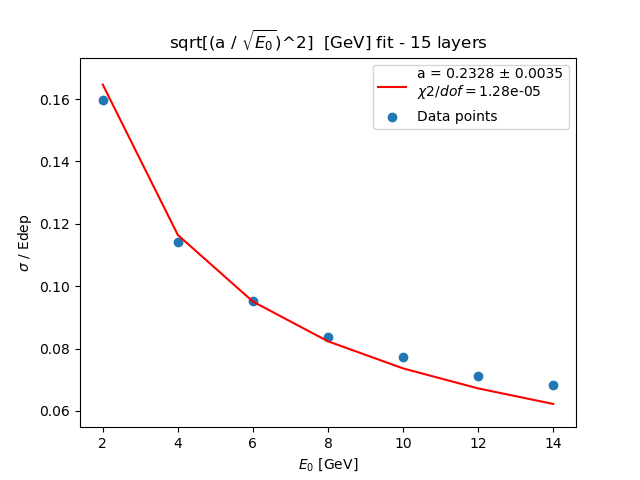 sqrt[(a / √E₀)^2]  [GeV] fit - 15 layers
a = 0.2328 ± 0.0035
χ2/dof = 1.28e-05
Data points
σ / Edep
0.16
0.14
0.12
0.10
0.08
0.06
2 4 6 8 10 12 14
E₀ [GeV]